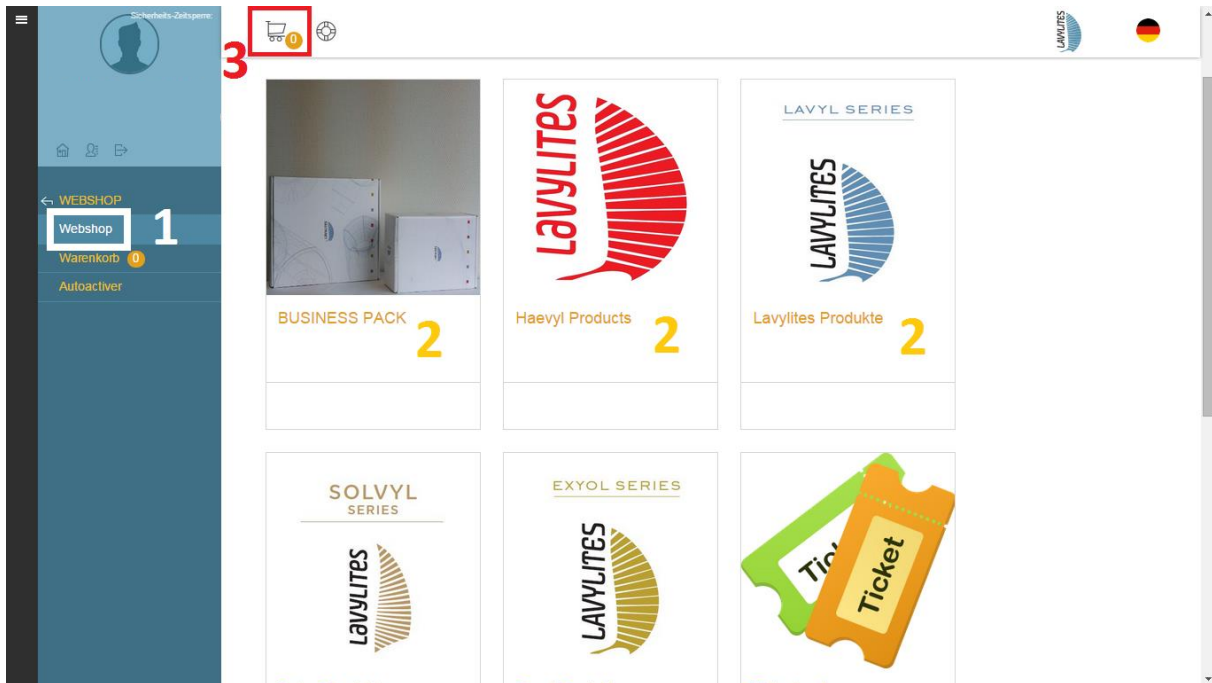 Sicherheits-Zeitsperre:
0
3
LAVYLITES
WEBSHOP
Webshop
1
Warenkorb 0
Autoactiver
BUSINESS PACK
2
LAVYLITES
Haevyl Products
2
LAVYL SERIES
LAVYLITES
Lavylites Produkte
2
SOLVYL
SERIES
LAVYLITES
EXYOL SERIES
LAVYLITES
Ticket